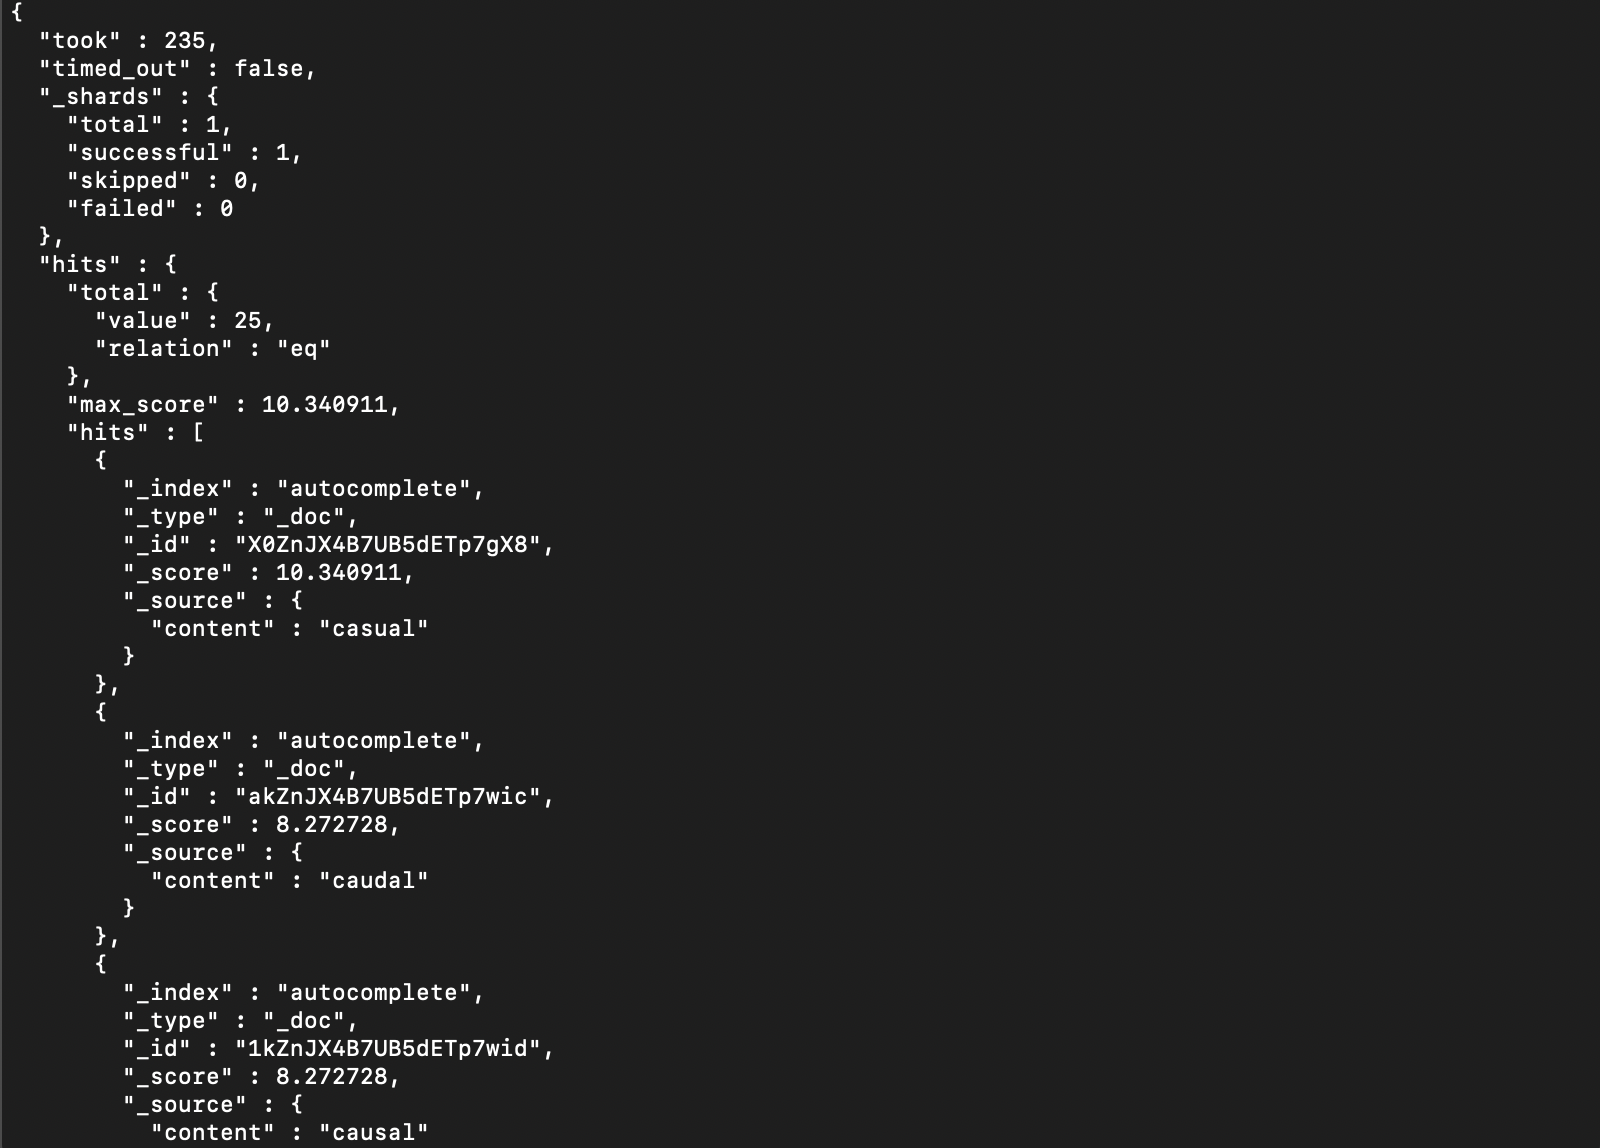 {
  "took" : 235,
  "timed_out" : false,
  "_shards" : {
    "total" : 1,
    "successful" : 1,
    "skipped" : 0,
    "failed" : 0
  },
  "hits" : {
    "total" : {
      "value" : 25,
      "relation" : "eq"
    },
    "max_score" : 10.340911,
    "hits" : [
      {
        "_index" : "autocomplete",
        "_type" : "_doc",
        "_id" : "X0ZnJX4B7UB5dETp7gX8",
        "_score" : 10.340911,
        "_source" : {
          "content" : "casual"
        }
      },
      {
        "_index" : "autocomplete",
        "_type" : "_doc",
        "_id" : "akZnJX4B7UB5dETp7wic",
        "_score" : 8.272728,
        "_source" : {
          "content" : "caudal"
        }
      },
      {
        "_index" : "autocomplete",
        "_type" : "_doc",
        "_id" : "1kZnJX4B7UB5dETp7wid",
        "_score" : 8.272728,
        "_source" : {
          "content" : "causal"